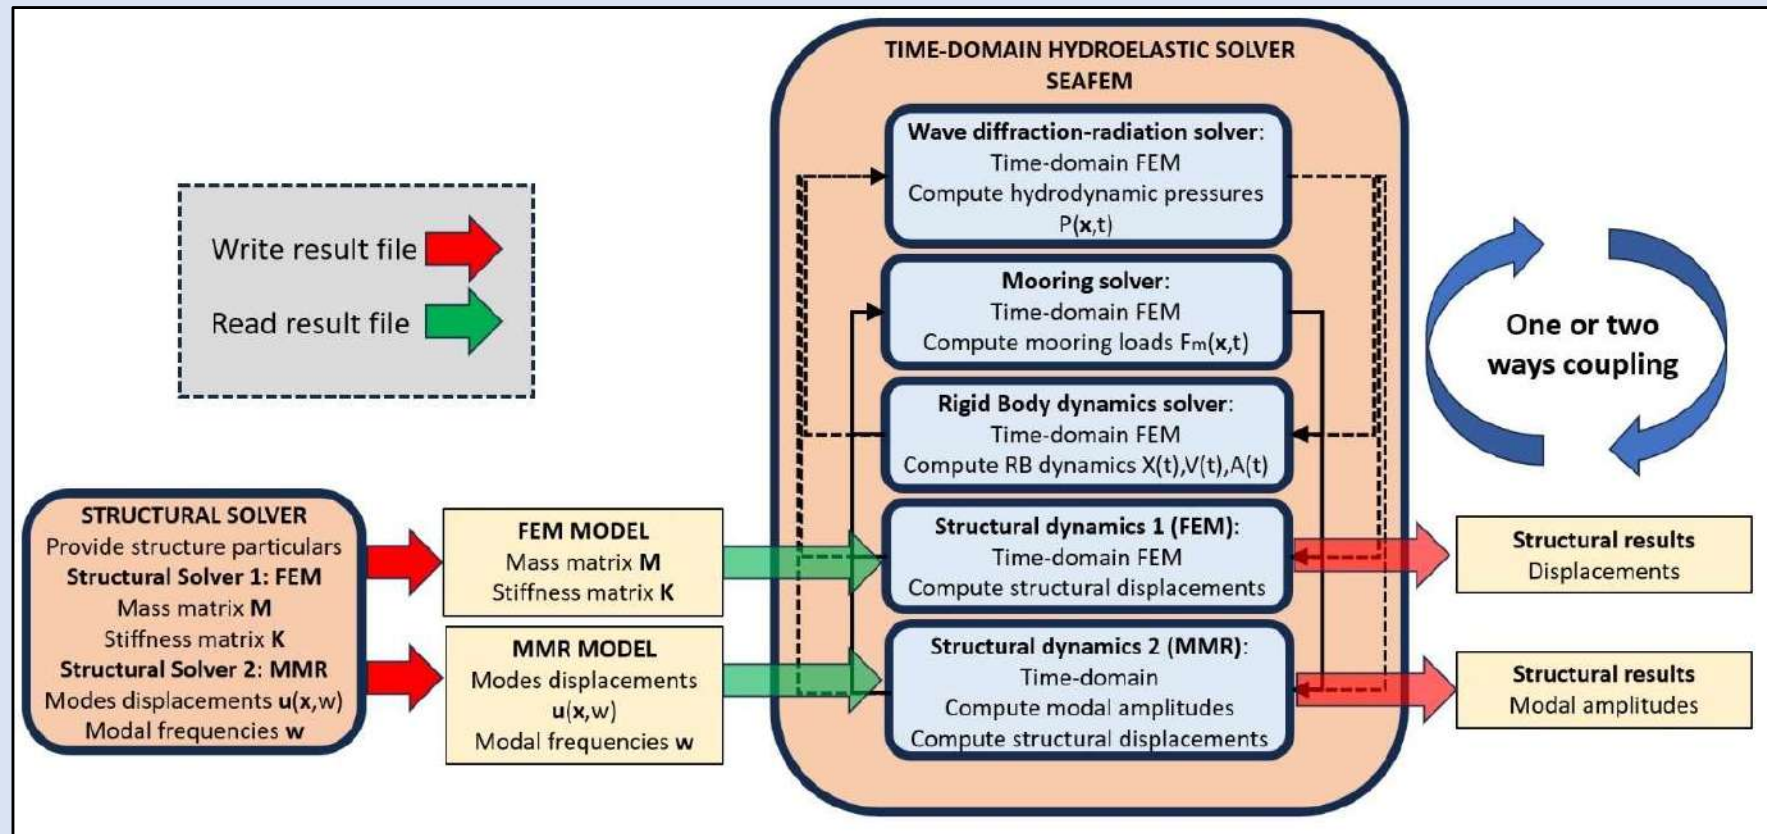 TIME-DOMAIN HYDROELASTIC SOLVER
SEAFEM
Wave diffraction-radiation solver:
Time-domain FEM
Compute hydrodynamic pressures
P(x,t)
Mooring solver:
Time-domain FEM
Compute mooring loads Fm(x,t)
Rigid Body dynamics solver:
Time-domain FEM
Compute RB dynamics X(t),V(t),A(t)
Structural dynamics 1 (FEM):
Time-domain FEM
Compute structural displacements
Structural dynamics 2 (MMR):
Time-domain
Compute modal amplitudes
Compute structural displacements
Write result file
Read result file
One or two
ways coupling
STRUCTURAL SOLVER
Provide structure particulars
Structural Solver 1: FEM
Mass matrix M
Stiffness matrix K
Structural Solver 2: MMR
Modes displacements u(x,w)
Modal frequencies w
FEM MODEL
Mass matrix M
Stiffness matrix K
MMR MODEL
Modes displacements
u(x,w)
Modal frequencies w
Structural results
Displacements
Structural results
Modal amplitudes